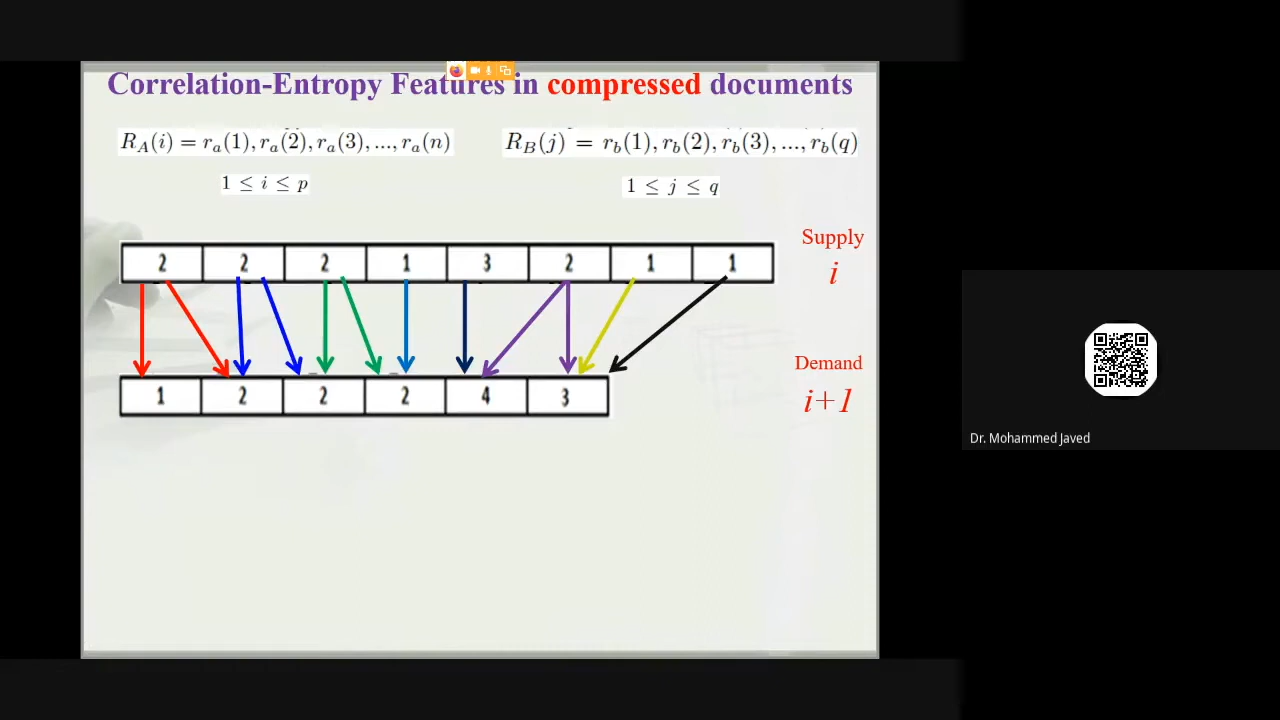 Correlation-Entropy Features in compressed documents
R_A(i) = r_a(1), r_a(2), r_a(3), ..., r_a(n)
R_B(j) = r_b(1), r_b(2), r_b(3), ..., r_b(q)
1 ≤ i ≤ p
1 ≤ j ≤ q
Supply
i
2 2 2 1 3 2 1 1
Demand
i+1
1 2 2 2 4 3
Dr. Mohammed Javed